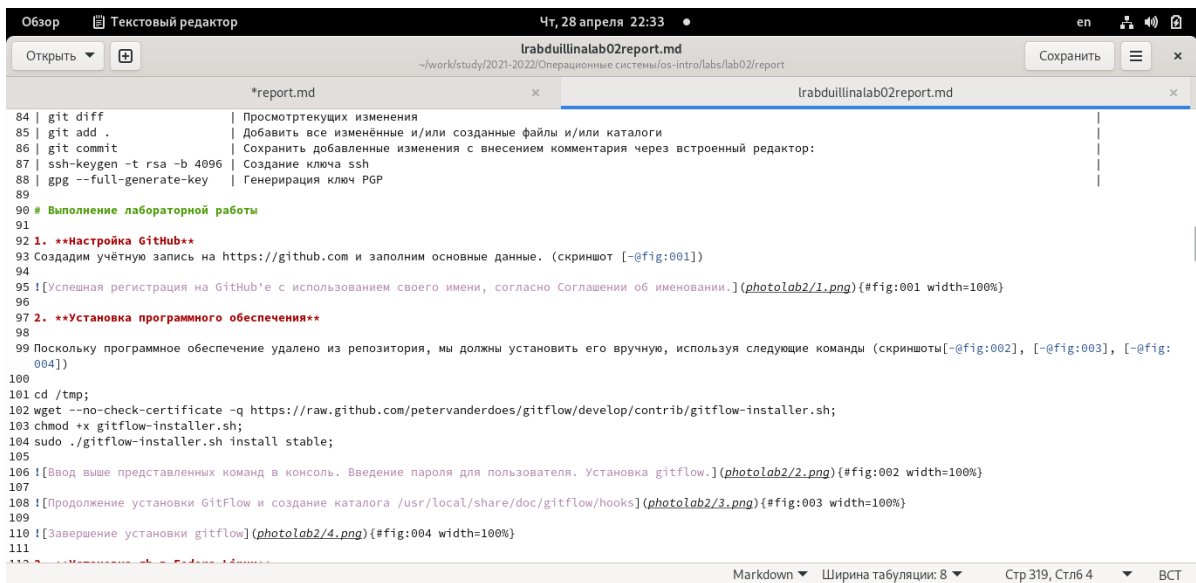 Обзор Текстовый редактор Чт, 28 апреля 22:33 en
Открыть lrabduillinalab02report.md Сохранить
~/work/study/2021-2022/Операционные системы/os-intro/labs/lab02/report
*report.md × lrabduillinalab02report.md ×
84 | git diff | Просмотртекущих изменения |
85 | git add . | Добавить все изменённые и/или созданные файлы и/или каталоги |
86 | git commit | Сохранить добавленные изменения с внесением комментария через встроенный редактор: |
87 | ssh-keygen -t rsa -b 4096 | Создание ключа ssh |
88 | gpg --full-generate-key | Генерирация ключ PGP |
89
90 # Выполнение лабораторной работы
91
92 1. **Настройка GitHub**
93 Создадим учётную запись на https://github.com и заполним основные данные. (скриншот [-@fig:001])
94
95 ![Успешная регистрация на GitHub'е с использованием своего имени, согласно Соглашении об именовании.](photolab2/1.png){#fig:001 width=100%}
96
97 2. **Установка программного обеспечения**
98
99 Поскольку программное обеспечение удалено из репозитория, мы должны установить его вручную, используя следующие команды (скриншоты[-@fig:002], [-@fig:003], [-@fig:
004])
100
101 cd /tmp;
102 wget --no-check-certificate -q https://raw.github.com/petervanderdoes/gitflow/develop/contrib/gitflow-installer.sh;
103 chmod +x gitflow-installer.sh;
104 sudo ./gitflow-installer.sh install stable;
105
106 ![Ввод выше представленных команд в консоль. Введение пароля для пользователя. Установка gitflow.](photolab2/2.png){#fig:002 width=100%}
107
108 ![Продолжение установки GitFlow и создание каталога /usr/local/share/doc/gitflow/hooks](photolab2/3.png){#fig:003 width=100%}
109
110 ![Завершение установки gitflow](photolab2/4.png){#fig:004 width=100%}
111
112 3. **Установка gh в Fedora Linux**
Markdown Ширина табуляции: 8 Стр 319, Стлб 4 ВСТ